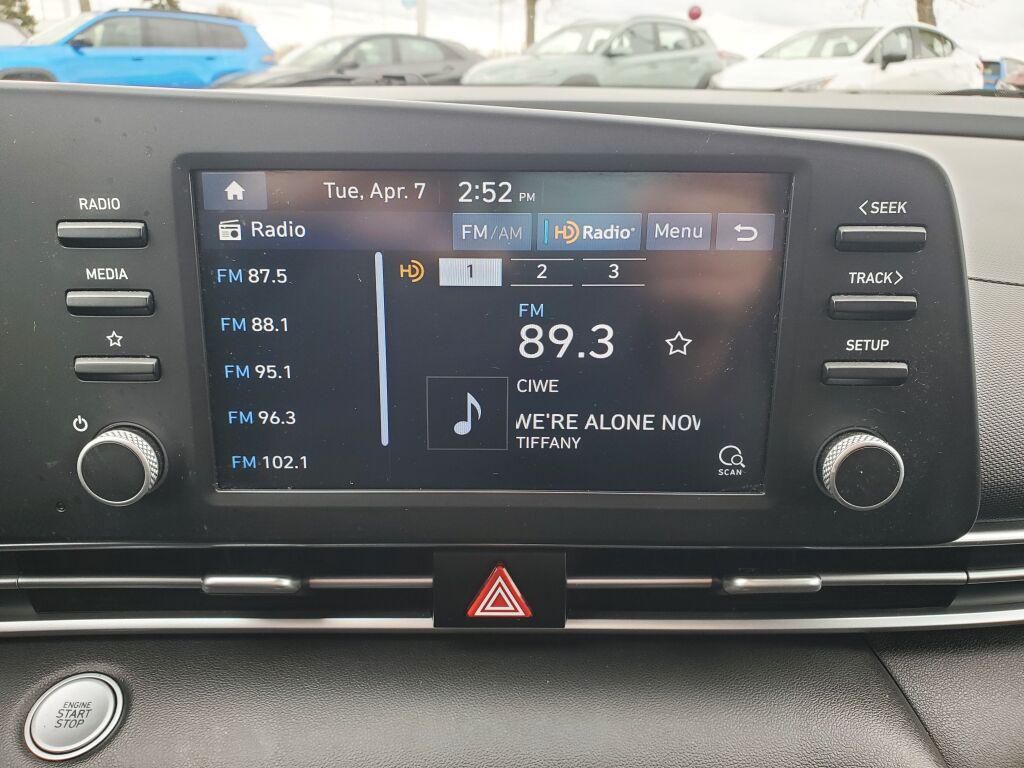 Tue, Apr. 7 2:52 PM
Radio FM/AM HD Radio Menu
HD 1 2 3
FM 87.5
FM 88.1
FM 95.1
FM 96.3
FM 102.1
FM
89.3
CIWE
WE'RE ALONE NOW
TIFFANY
SCAN
RADIO
MEDIA
< SEEK
TRACK >
SETUP
ENGINE
START
STOP